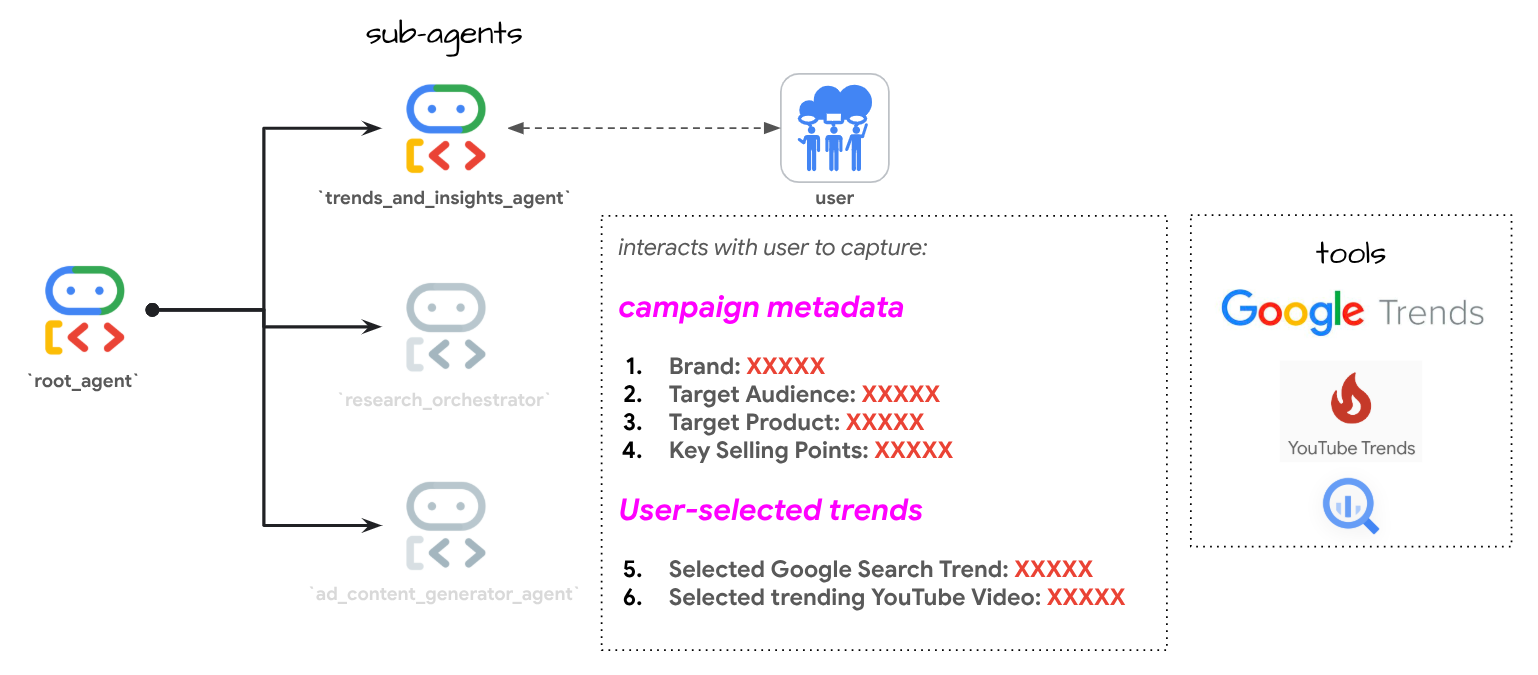 sub-agents
`trends_and_insights_agent`
user
interacts with user to capture:
campaign metadata
1. Brand: XXXXX
2. Target Audience: XXXXX
3. Target Product: XXXXX
4. Key Selling Points: XXXXX
User-selected trends
5. Selected Google Search Trend: XXXXX
6. Selected trending YouTube Video: XXXXX
tools
Google Trends
YouTube Trends
`root_agent`
`research_orchestrator`
`ad_content_generator_agent`